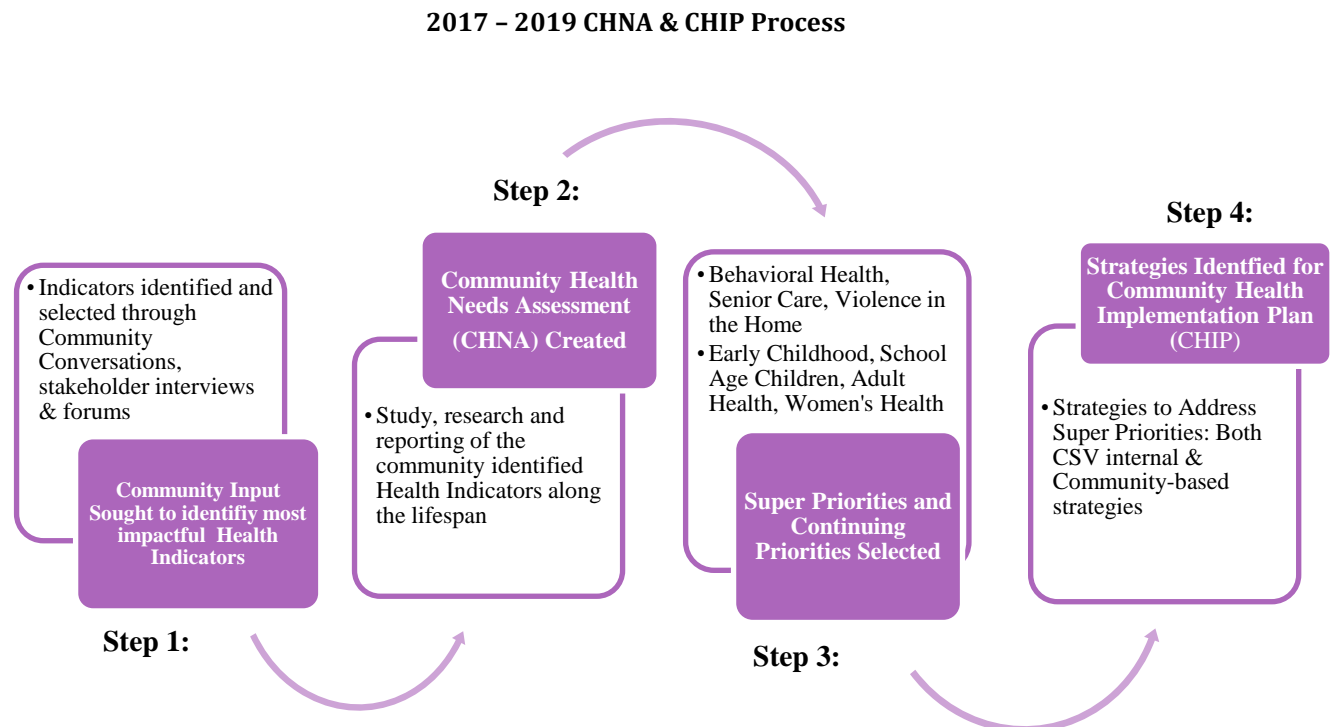 2017 – 2019 CHNA & CHIP Process
Step 1:
• Indicators identified and
selected through
Community
Conversations,
stakeholder interviews
& forums
Community Input
Sought to identifiy most
impactful Health
Indicators
Step 2:
Community Health
Needs Assessment
(CHNA) Created
• Study, research and
reporting of the
community identified
Health Indicators along
the lifespan
• Behavioral Health,
Senior Care, Violence in
the Home
• Early Childhood, School
Age Children, Adult
Health, Women's Health
Super Priorities and
Continuing
Priorities Selected
Step 3:
Step 4:
Strategies Identfied for
Community Health
Implementation Plan
(CHIP)
• Strategies to Address
Super Priorities: Both
CSV internal &
Community-based
strategies